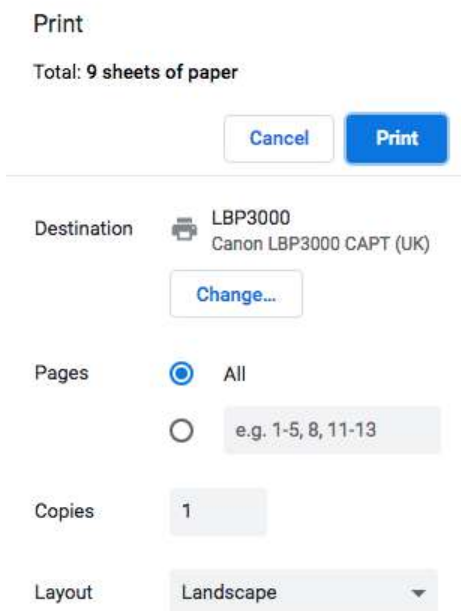 Print
Total: 9 sheets of paper
Cancel Print
Destination LBP3000
Canon LBP3000 CAPT (UK)
Change...
Pages All
e.g. 1-5, 8, 11-13
Copies 1
Layout Landscape